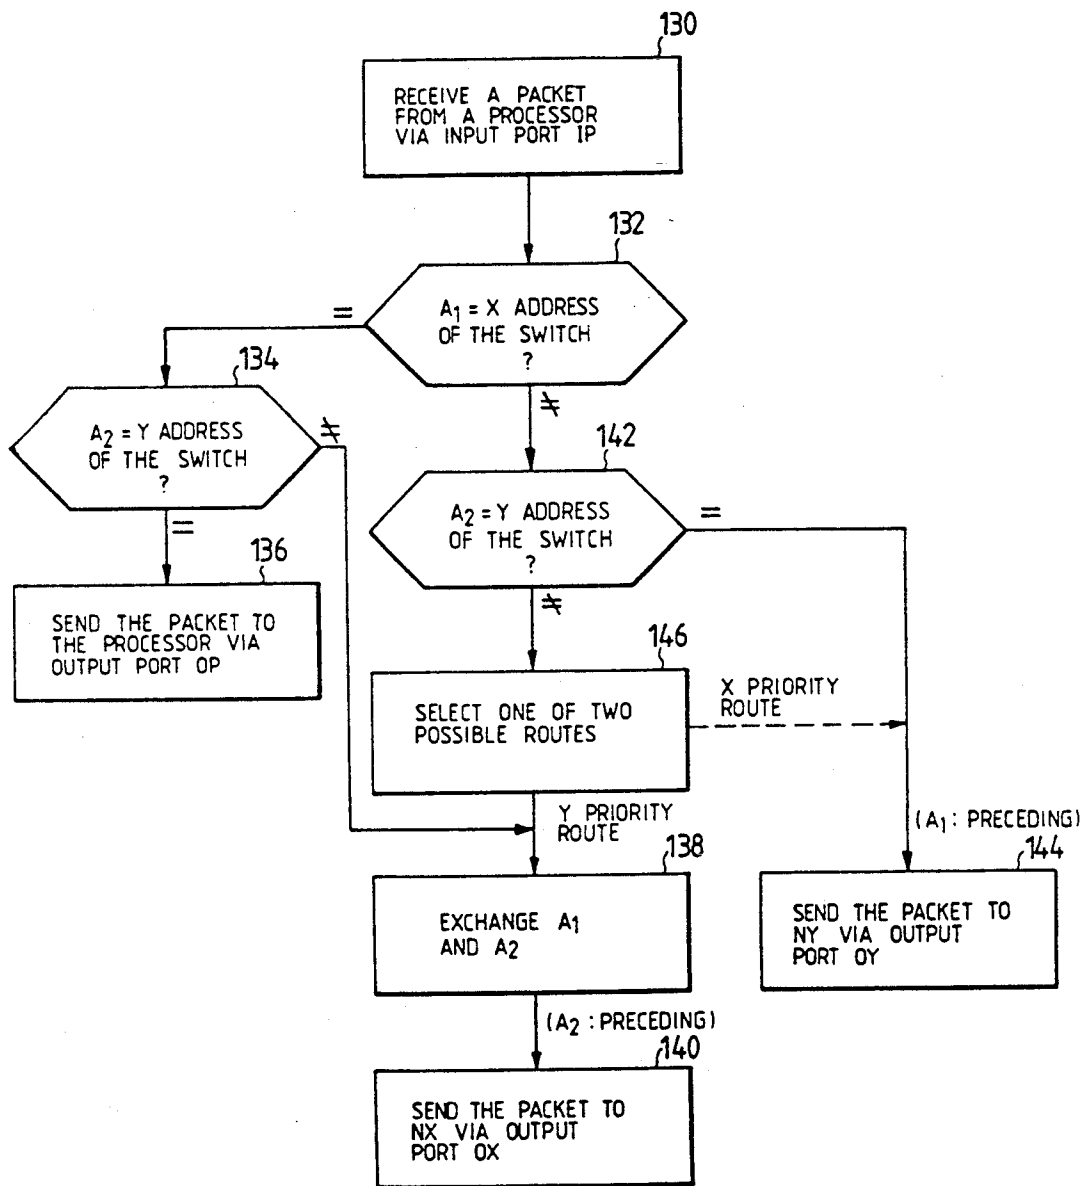 130
RECEIVE A PACKET
FROM A PROCESSOR
VIA INPUT PORT IP
132
A1 = X ADDRESS
OF THE SWITCH
?
=
≠
134
A2 = Y ADDRESS
OF THE SWITCH
?
≠
=
142
A2 = Y ADDRESS
OF THE SWITCH
?
=
≠
136
SEND THE PACKET TO
THE PROCESSOR VIA
OUTPUT PORT OP
146
SELECT ONE OF TWO
POSSIBLE ROUTES
X PRIORITY
ROUTE
Y PRIORITY
ROUTE
(A1 : PRECEDING)
138
EXCHANGE A1
AND A2
144
SEND THE PACKET TO
NY VIA OUTPUT
PORT OY
(A2 : PRECEDING)
140
SEND THE PACKET TO
NX VIA OUTPUT
PORT OX